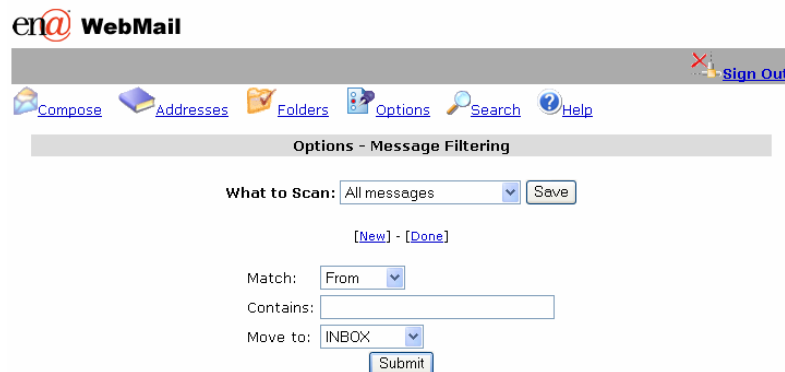 ena WebMail
Sign Out
Compose Addresses Folders Options Search Help
Options - Message Filtering
What to Scan: All messages Save
[New] - [Done]
Match: From
Contains:
Move to: INBOX
Submit